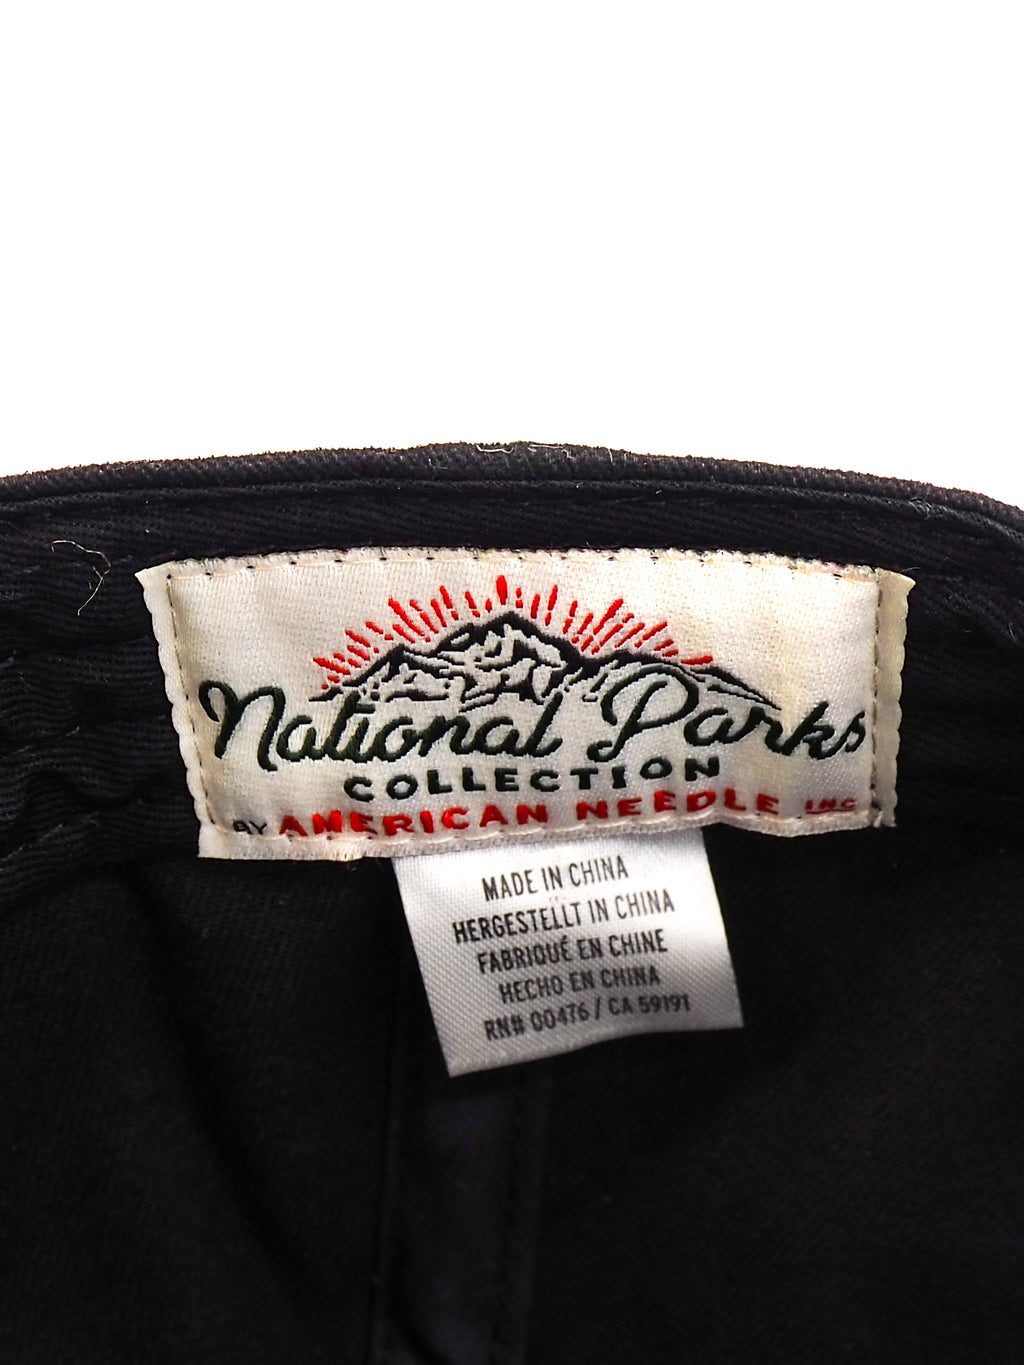 National Parks
COLLECTION
BY AMERICAN NEEDLE INC
MADE IN CHINA
HERGESTELLT IN CHINA
FABRIQUÉ EN CHINE
HECHO EN CHINA
RN# 00476 / CA 59191